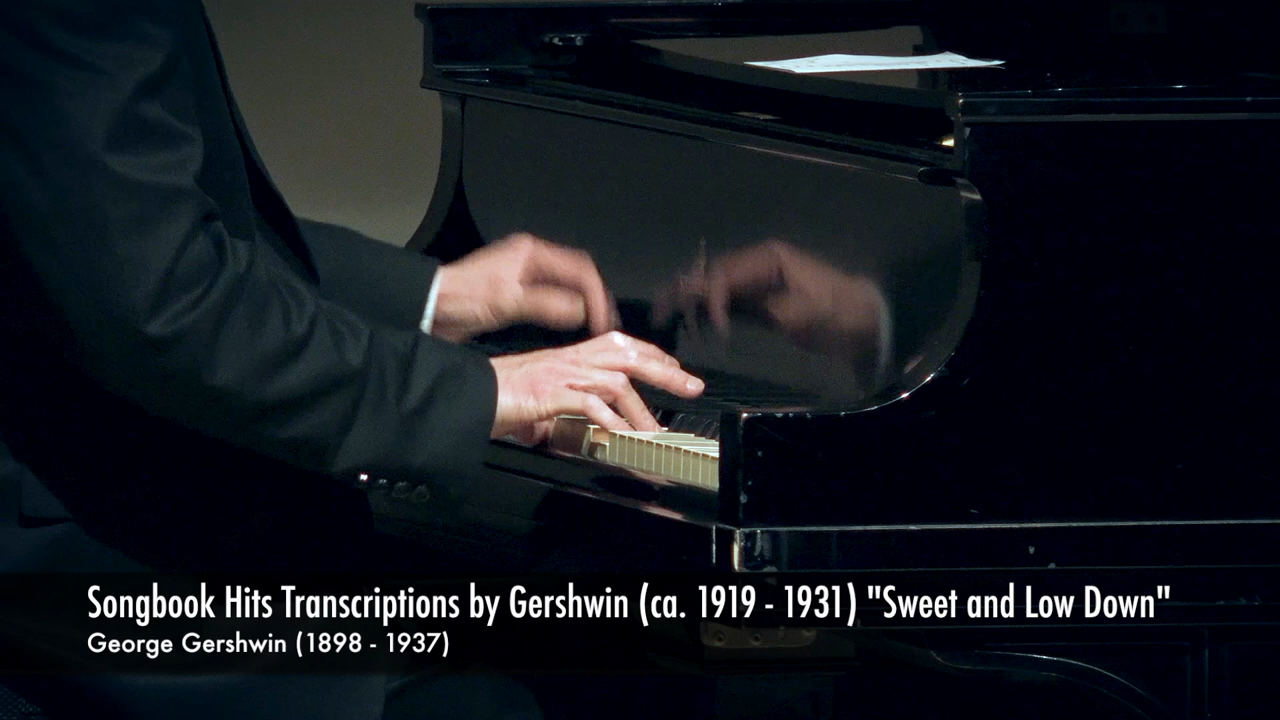 Songbook Hits Transcriptions by Gershwin (ca. 1919 - 1931) "Sweet and Low Down"
George Gershwin (1898 - 1937)